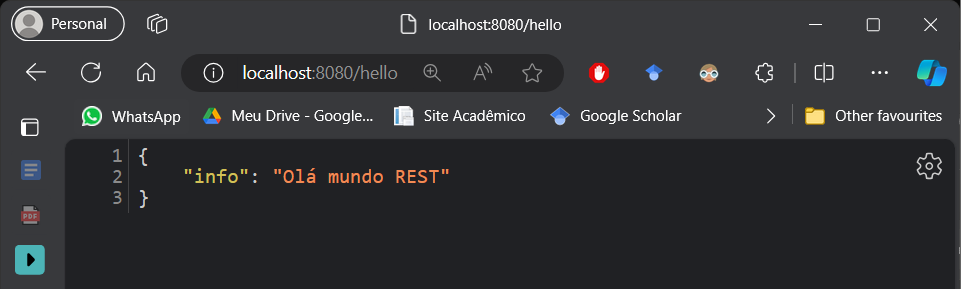 Personal
localhost:8080/hello
localhost:8080/hello
WhatsApp
Meu Drive - Google...
Site Acadêmico
Google Scholar
Other favourites
1 {
2 "info": "Olá mundo REST"
3 }
PDF